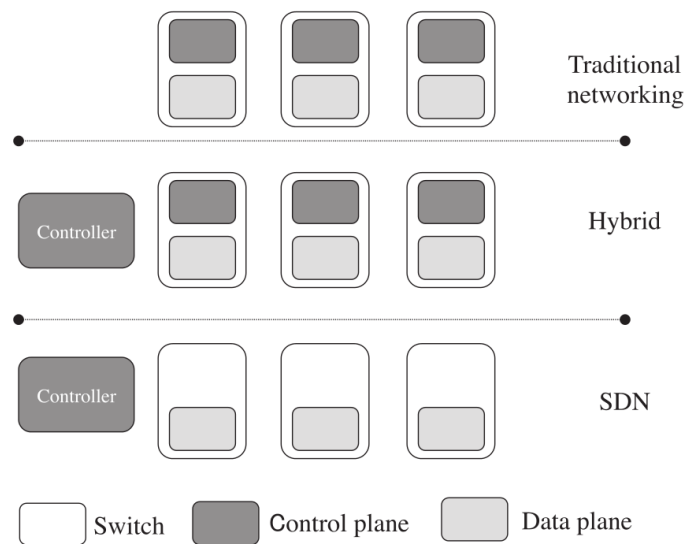 Traditional
networking
Controller
Hybrid
Controller
SDN
Switch
Control plane
Data plane